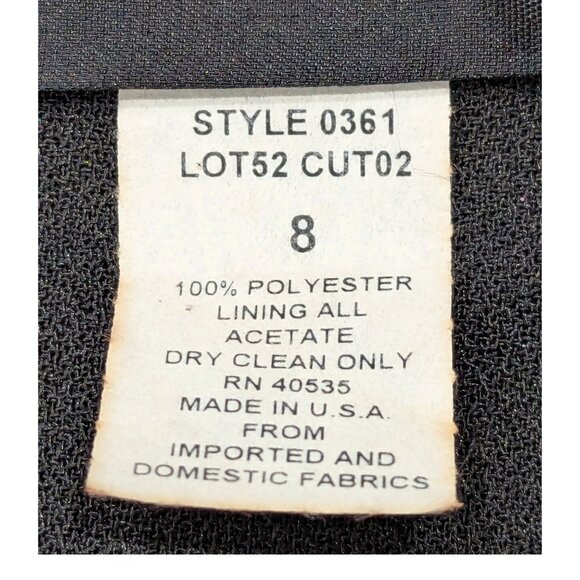 STYLE 0361
LOT52 CUT02
8
100% POLYESTER
LINING ALL
ACETATE
DRY CLEAN ONLY
RN 40535
MADE IN U.S.A.
FROM
IMPORTED AND
DOMESTIC FABRICS